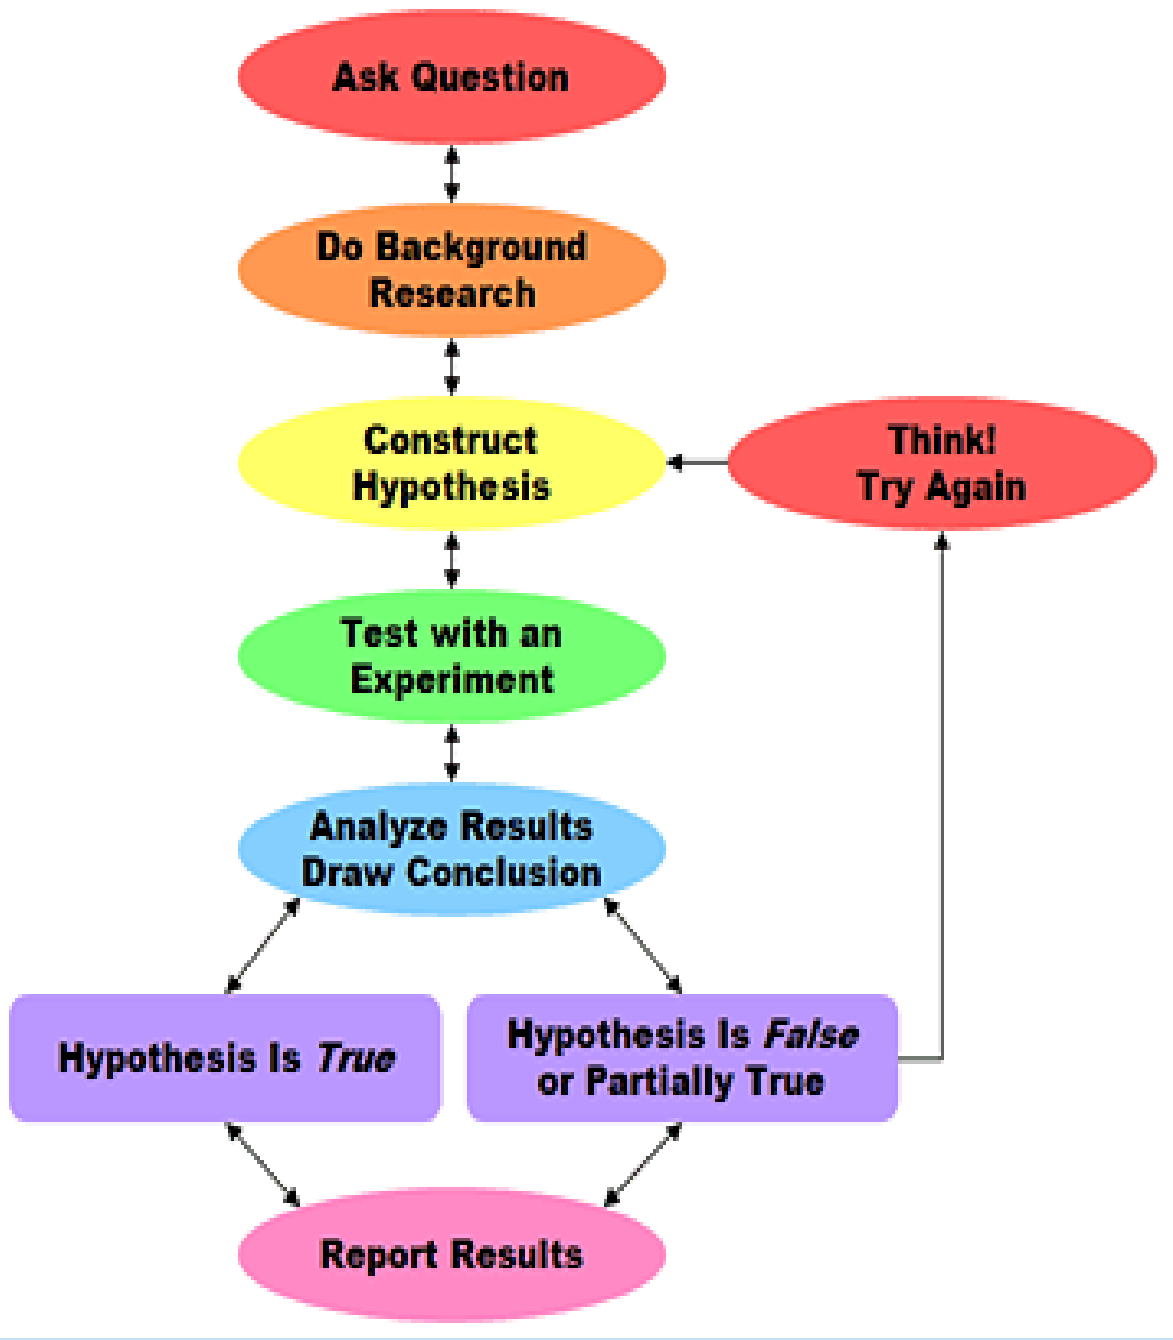 Ask Question
Do Background
Research
Construct
Hypothesis
Think!
Try Again
Test with an
Experiment
Analyze Results
Draw Conclusion
Hypothesis Is True
Hypothesis Is False
or Partially True
Report Results